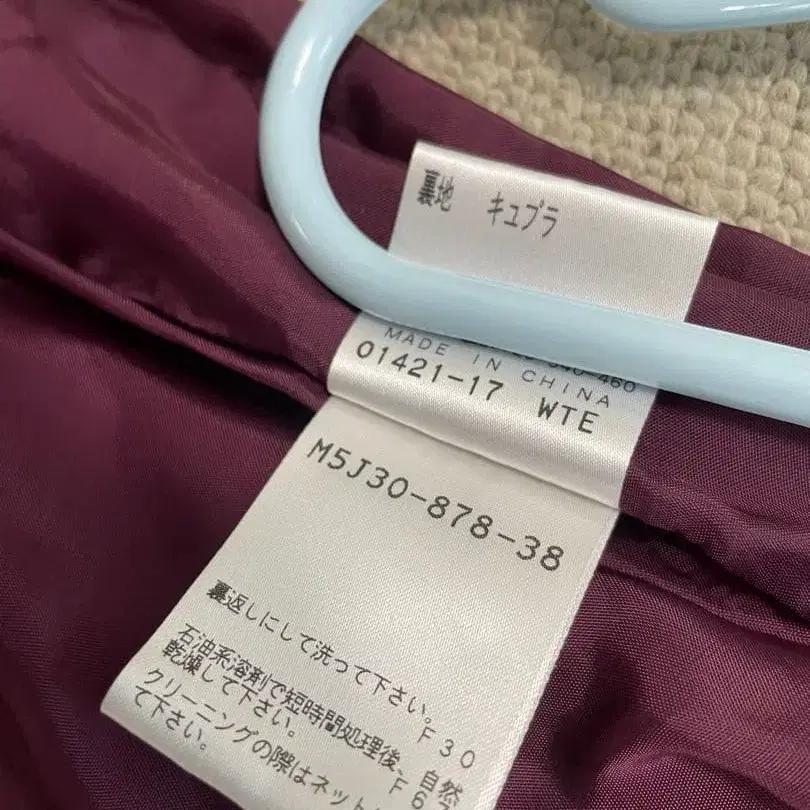 裏地 キュプラ
340-460
MADE IN CHINA
01421-17 WTE
M5J30-878-38
裏返しにして洗って下さい。
F30
石油系溶剤で短時間処理後、自然
乾燥して下さい。
クリーニングの際はネット
て下さい。